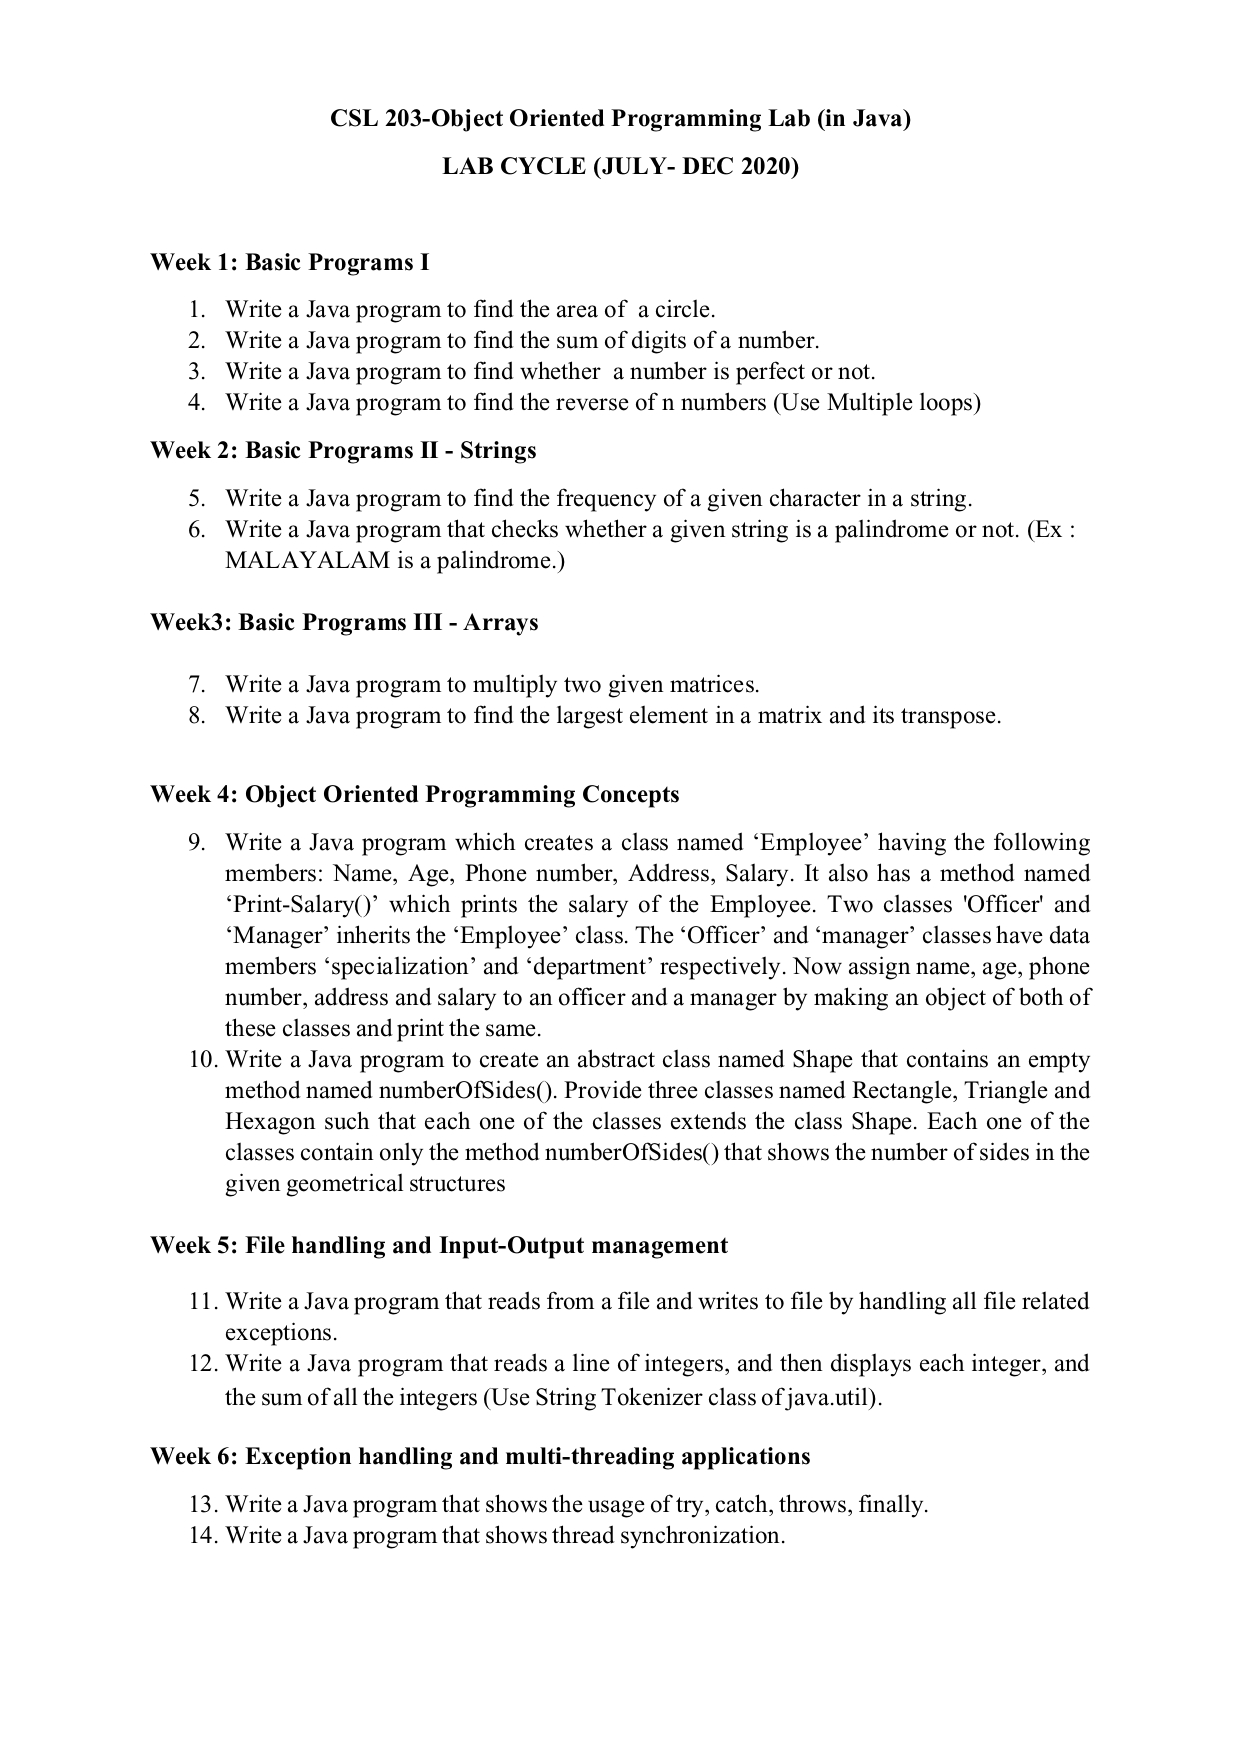 CSL 203-Object Oriented Programming Lab (in Java)
LAB CYCLE (JULY- DEC 2020)
Week 1: Basic Programs I
1. Write a Java program to find the area of  a circle.
2. Write a Java program to find the sum of digits of a number.
3. Write a Java program to find whether  a number is perfect or not.
4. Write a Java program to find the reverse of n numbers (Use Multiple loops)
Week 2: Basic Programs II - Strings
5. Write a Java program to find the frequency of a given character in a string.
6. Write a Java program that checks whether a given string is a palindrome or not. (Ex :
MALAYALAM is a palindrome.)
Week3: Basic Programs III - Arrays
7. Write a Java program to multiply two given matrices.
8. Write a Java program to find the largest element in a matrix and its transpose.
Week 4: Object Oriented Programming Concepts
9. Write a Java program which creates a class named ‘Employee’ having the following
members: Name, Age, Phone number, Address, Salary. It also has a method named
‘Print-Salary()’ which prints the salary of the Employee. Two classes 'Officer' and
‘Manager’ inherits the ‘Employee’ class. The ‘Officer’ and ‘manager’ classes have data
members ‘specialization’ and ‘department’ respectively. Now assign name, age, phone
number, address and salary to an officer and a manager by making an object of both of
these classes and print the same.
10. Write a Java program to create an abstract class named Shape that contains an empty
method named numberOfSides(). Provide three classes named Rectangle, Triangle and
Hexagon such that each one of the classes extends the class Shape. Each one of the
classes contain only the method numberOfSides() that shows the number of sides in the
given geometrical structures
Week 5: File handling and Input-Output management
11. Write a Java program that reads from a file and writes to file by handling all file related
exceptions.
12. Write a Java program that reads a line of integers, and then displays each integer, and
the sum of all the integers (Use String Tokenizer class of java.util).
Week 6: Exception handling and multi-threading applications
13. Write a Java program that shows the usage of try, catch, throws, finally.
14. Write a Java program that shows thread synchronization.